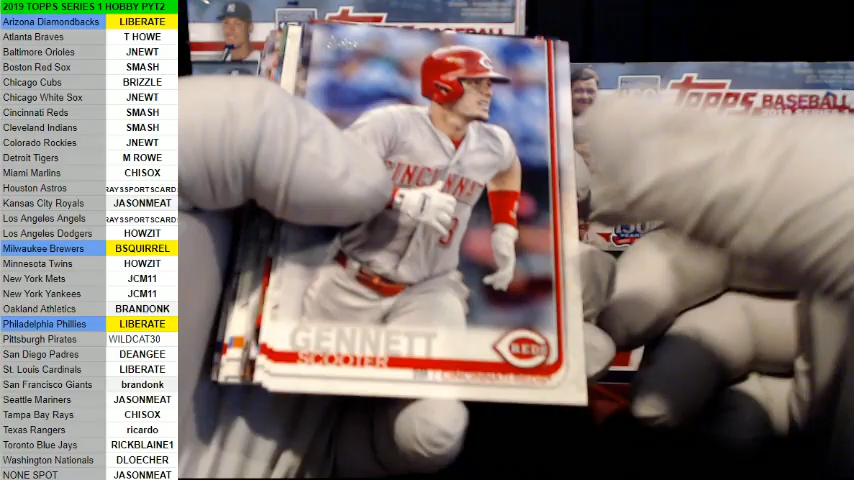 2019 TOPPS SERIES 1 HOBBY PYT2
Arizona Diamondbacks LIBERATE
Atlanta Braves T HOWE
Baltimore Orioles JNEWT
Boston Red Sox SMASH
Chicago Cubs BRIZZLE
Chicago White Sox JNEWT
Cincinnati Reds SMASH
Cleveland Indians SMASH
Colorado Rockies JNEWT
Detroit Tigers M ROWE
Miami Marlins CHISOX
Houston Astros RAYSSPORTSCARD
Kansas City Royals JASONMEAT
Los Angeles Angels RAYSSPORTSCARD
Los Angeles Dodgers HOWZIT
Milwaukee Brewers BSQUIRREL
Minnesota Twins HOWZIT
New York Mets JCM11
New York Yankees JCM11
Oakland Athletics BRANDONK
Philadelphia Phillies LIBERATE
Pittsburgh Pirates WILDCAT30
San Diego Padres DEANGEE
St. Louis Cardinals LIBERATE
San Francisco Giants brandonk
Seattle Mariners JASONMEAT
Tampa Bay Rays CHISOX
Texas Rangers ricardo
Toronto Blue Jays RICKBLAINE1
Washington Nationals DLOECHER
NONE SPOT JASONMEAT
CINCINNATI
3
GENNETT
SCOOTER
REDS
Topps BASEBALL
150